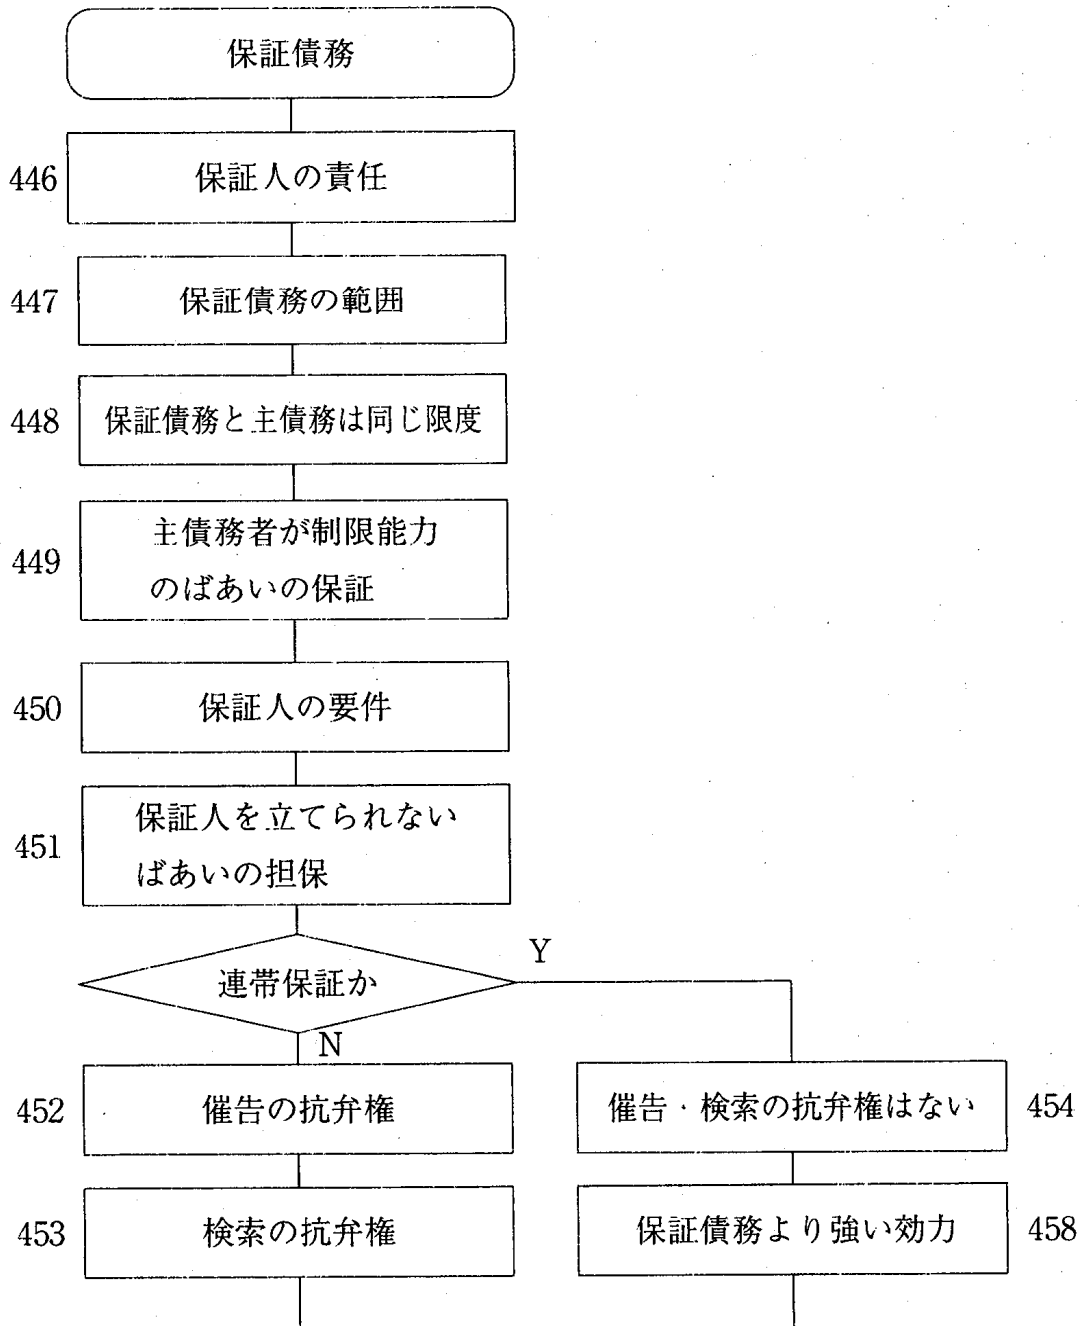 保証債務
446
保証人の責任
447
保証債務の範囲
448
保証債務と主債務は同じ限度
449
主債務者が制限能力
のばあいの保証
450
保証人の要件
451
保証人を立てられない
ばあいの担保
連帯保証か
Y
N
452
催告の抗弁権
催告・検索の抗弁権はない
454
453
検索の抗弁権
保証債務より強い効力
458